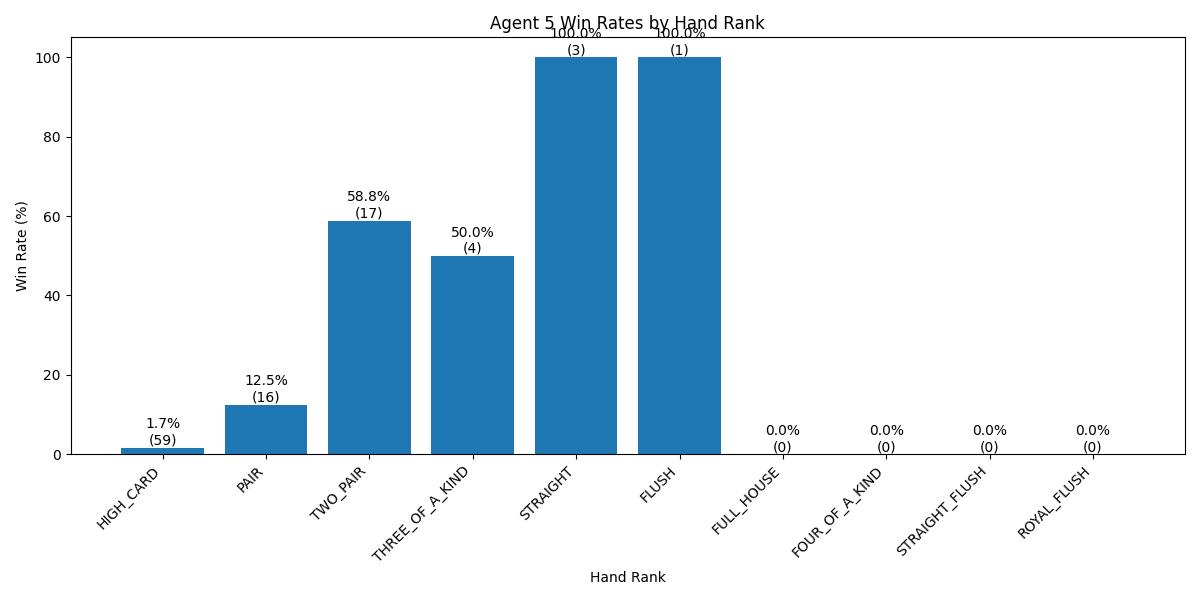 Agent 5 Win Rates by Hand Rank
100.0%
(3)
100.0%
(1)
100
80
60
40
20
0
Win Rate (%)
1.7%
(59)
12.5%
(16)
58.8%
(17)
50.0%
(4)
0.0%
(0)
0.0%
(0)
0.0%
(0)
0.0%
(0)
HIGH_CARD
PAIR
TWO_PAIR
THREE_OF_A_KIND
STRAIGHT
FLUSH
FULL_HOUSE
FOUR_OF_A_KIND
STRAIGHT_FLUSH
ROYAL_FLUSH
Hand Rank